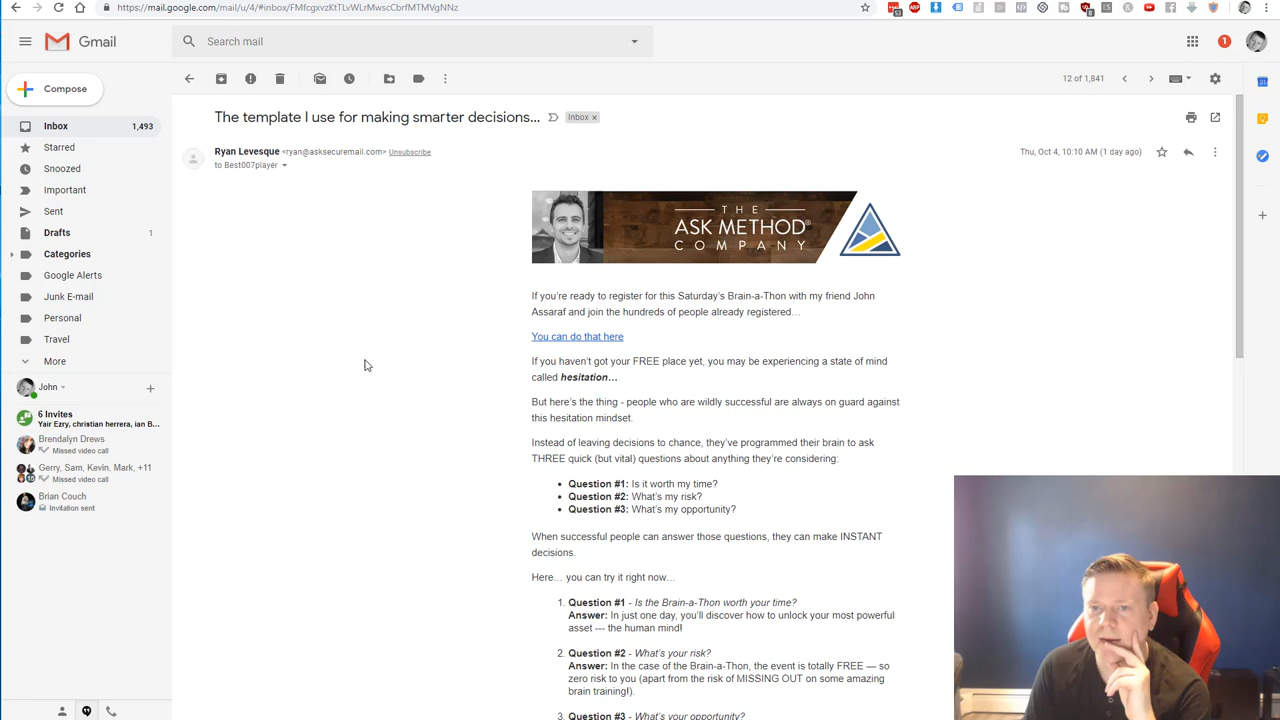 https://mail.google.com/mail/u/4/#inbox/FMfcgxvzKtTLvWLrMwscCbrfMTMVgNNz
53
8
Gmail
Search mail
1
Compose
12 of 1,841
The template I use for making smarter decisions...
Inbox x
Inbox 1,493
Starred
Snoozed
Important
Sent
Drafts 1
Categories
Google Alerts
Junk E-mail
Personal
Travel
More
John
6 Invites
Yair Ezry, christian herrera, ian B...
Brendalyn Drews
Missed video call
Gerry, Sam, Kevin, Mark, +11
Missed video call
Brian Couch
Invitation sent
Ryan Levesque <ryan@asksecuremail.com> Unsubscribe
Thu, Oct 4, 10:10 AM (1 day ago)
to Best007player
THE
ASK METHOD®
COMPANY
If you're ready to register for this Saturday's Brain-a-Thon with my friend John
Assaraf and join the hundreds of people already registered…
You can do that here
If you haven't got your FREE place yet, you may be experiencing a state of mind
called hesitation…
But here's the thing - people who are wildly successful are always on guard against
this hesitation mindset.
Instead of leaving decisions to chance, they've programmed their brain to ask
THREE quick (but vital) questions about anything they're considering:
• Question #1: Is it worth my time?
• Question #2: What's my risk?
• Question #3: What's my opportunity?
When successful people can answer those questions, they can make INSTANT
decisions.
Here… you can try it right now…
1. Question #1 - Is the Brain-a-Thon worth your time?
Answer: In just one day, you'll discover how to unlock your most powerful
asset --- the human mind!
2. Question #2 - What's your risk?
Answer: In the case of the Brain-a-Thon, the event is totally FREE — so
zero risk to you (apart from the risk of MISSING OUT on some amazing
brain training!).
3. Question #3 - What's your opportunity?